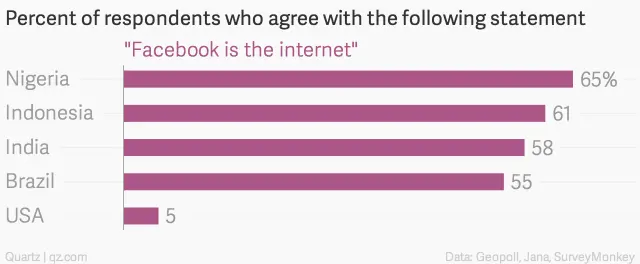 Percent of respondents who agree with the following statement
"Facebook is the internet"
Nigeria 65%
Indonesia 61
India 58
Brazil 55
USA 5
Quartz | qz.com Data: Geopoll, Jana, SurveyMonkey